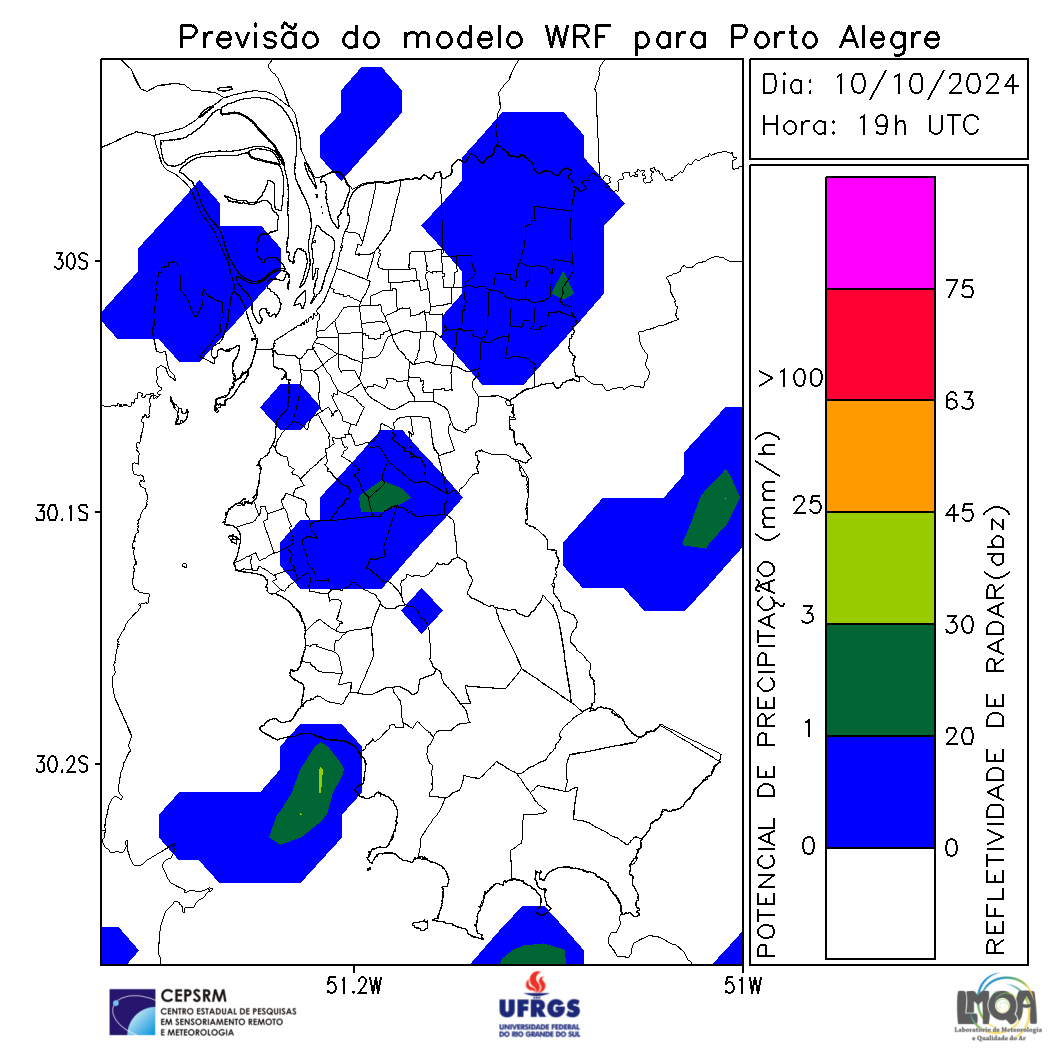 Previsão do modelo WRF para Porto Alegre
Dia: 10/10/2024
Hora: 19h UTC
30S
30.1S
30.2S
51.2W
51W
POTENCIAL DE PRECIPITAÇÃO (mm/h)
>100
25
3
1
0
75
63
45
30
20
0
REFLETIVIDADE DE RADAR(dbz)
CEPSRM
CENTRO ESTADUAL DE PESQUISAS
EM SENSORIAMENTO REMOTO
E METEOROLOGIA
UFRGS
UNIVERSIDADE FEDERAL
DO RIO GRANDE DO SUL
LMQA
Laboratório de Meteorologia
e Qualidade do Ar